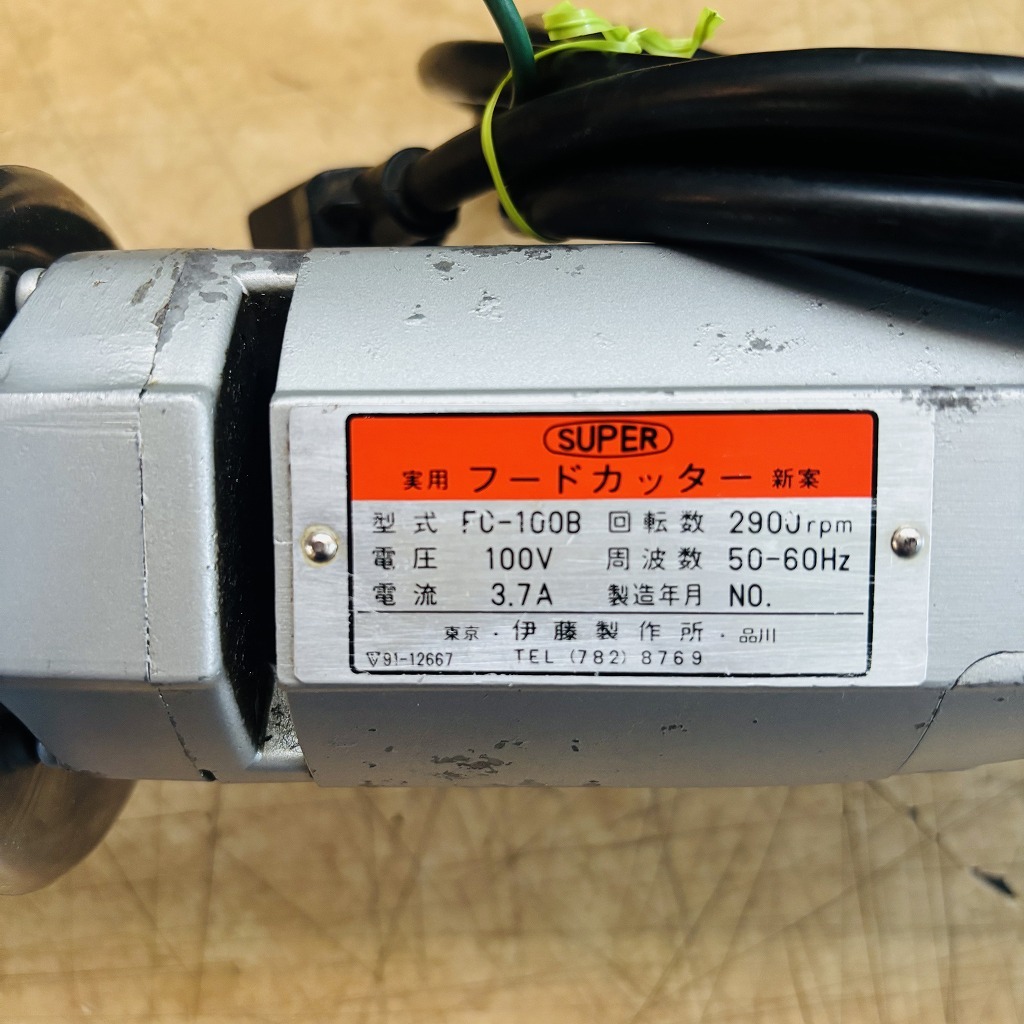 SUPER
実用 フードカッター 新案
型式 FC-100B 回転数 2900rpm
電圧 100V 周波数 50-60Hz
電流 3.7A 製造年月 NO.
東京・伊藤製作所・品川
▽91-12667 TEL (782) 8769